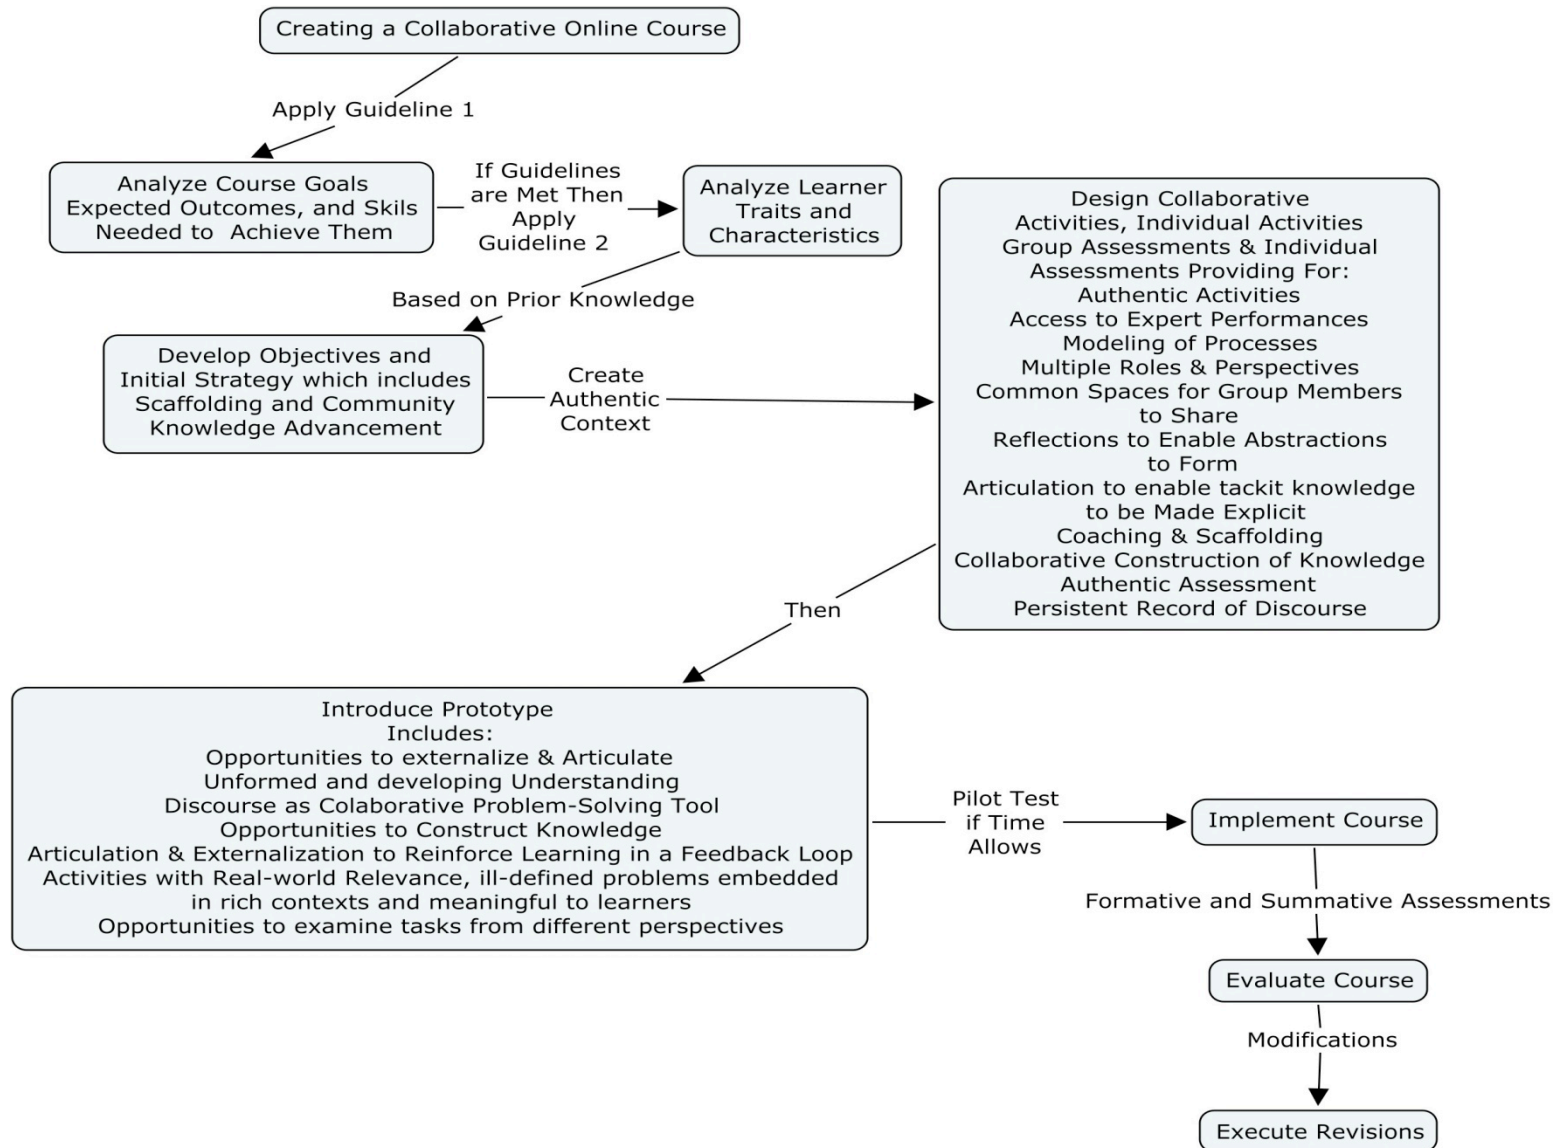 Creating a Collaborative Online Course
Apply Guideline 1
Analyze Course Goals
Expected Outcomes, and Skils
Needed to Achieve Them
If Guidelines
are Met Then
Apply
Guideline 2
Analyze Learner
Traits and
Characteristics
Based on Prior Knowledge
Develop Objectives and
Initial Strategy which includes
Scaffolding and Community
Knowledge Advancement
Create
Authentic
Context
Design Collaborative
Activities, Individual Activities
Group Assessments & Individual
Assessments Providing For:
Authentic Activities
Access to Expert Performances
Modeling of Processes
Multiple Roles & Perspectives
Common Spaces for Group Members
to Share
Reflections to Enable Abstractions
to Form
Articulation to enable tackit knowledge
to be Made Explicit
Coaching & Scaffolding
Collaborative Construction of Knowledge
Authentic Assessment
Persistent Record of Discourse
Then
Introduce Prototype
Includes:
Opportunities to externalize & Articulate
Unformed and developing Understanding
Discourse as Colaborative Problem-Solving Tool
Opportunities to Construct Knowledge
Articulation & Externalization to Reinforce Learning in a Feedback Loop
Activities with Real-world Relevance, ill-defined problems embedded
in rich contexts and meaningful to learners
Opportunities to examine tasks from different perspectives
Pilot Test
if Time
Allows
Implement Course
Formative and Summative Assessments
Evaluate Course
Modifications
Execute Revisions